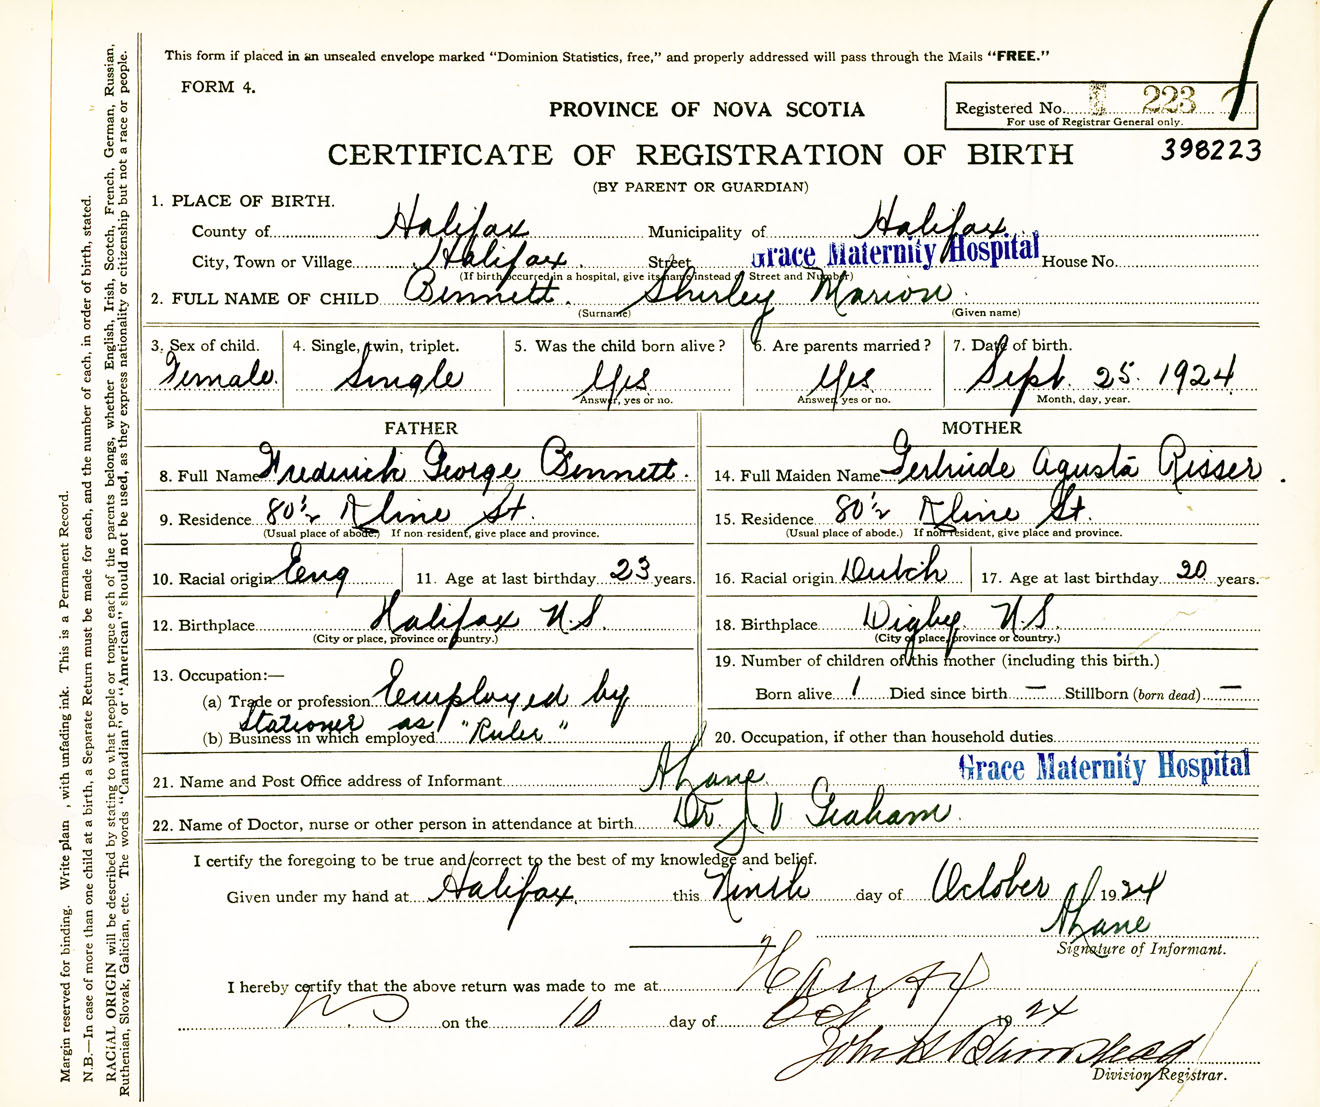 This form if placed in an unsealed envelope marked “Dominion Statistics, free,” and properly addressed will pass through the Mails “FREE.”
FORM 4.
PROVINCE OF NOVA SCOTIA
Registered No. 223
For use of Registrar General only.
CERTIFICATE OF REGISTRATION OF BIRTH
398223
(BY PARENT OR GUARDIAN)
1. PLACE OF BIRTH.
County of Halifax Municipality of Halifax
City, Town or Village Halifax Street Grace Maternity Hospital House No.
(If birth occurred in a hospital, give its name instead of Street and Number)
2. FULL NAME OF CHILD Bennett. Shirley Marion.
(Surname) (Given name)
3. Sex of child. 4. Single, twin, triplet. 5. Was the child born alive? 6. Are parents married? 7. Date of birth.
Female. Single Yes Yes Sept. 25. 1924.
Answer, yes or no. Answer, yes or no. Month, day, year.
FATHER MOTHER
8. Full Name Frederick George Bennett. 14. Full Maiden Name Gertrude Agusta Risser
9. Residence 80 1/2 Kline St. 15. Residence 80 1/2 Kline St.
(Usual place of abode.) If non resident, give place and province. (Usual place of abode.) If non resident, give place and province.
10. Racial origin Eng 11. Age at last birthday 23 years. 16. Racial origin Dutch 17. Age at last birthday 20 years.
12. Birthplace Halifax N.S. 18. Birthplace Digby N.S.
(City or place, province or country.) (City or place, province or country.)
19. Number of children of this mother (including this birth.)
13. Occupation:—
Born alive 1 Died since birth — Stillborn (born dead) —
(a) Trade or profession Employed by
Stationer as "Ruler"
(b) Business in which employed
20. Occupation, if other than household duties
21. Name and Post Office address of Informant A Lane. Grace Maternity Hospital
22. Name of Doctor, nurse or other person in attendance at birth Dr. J. V Graham.
I certify the foregoing to be true and correct to the best of my knowledge and belief.
Given under my hand at Halifax, this Ninth day of October 1924
A Lane
Signature of Informant.
I hereby certify that the above return was made to me at Halifax
N S on the 10 day of Oct 1924
John
Division Registrar.
Margin reserved for binding. Write plain , with unfading ink. This is a Permanent Record.
N.B.—In case of more than one child at a birth, a Separate Return must be made for each, and the number of each, in order of birth, stated.
RACIAL ORIGIN will be described by stating to what people or tongue each of the parents belongs, whether English, Irish, Scotch, French, German, Russian,
Ruthenian, Slovak, Galician, etc. The words “Canadian” or “American” should not be used, as they express nationality or citizenship but not a race or people.